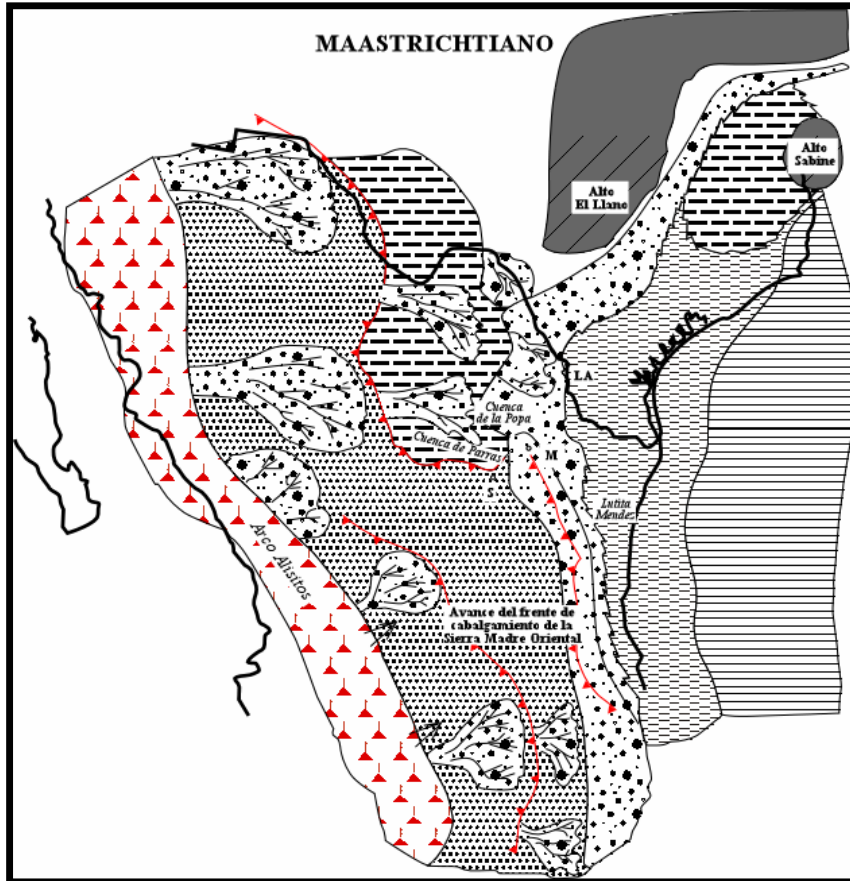 MAASTRICHTIANO
Alto
Sabine
Alto
El Llano
LA
Cuenca
de la Popa
Cuenca de Parras
M
S
Lutita
Mendez
Arco Alisitos
Avance del frente de
cabalgamiento de la
Sierra Madre Oriental